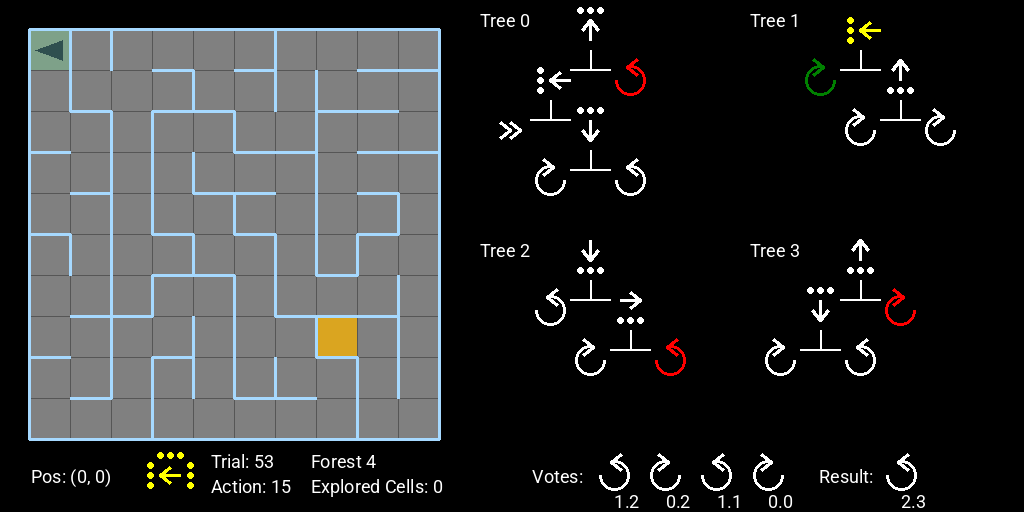 Tree 0
Tree 1
Tree 2
Tree 3
Pos: (0, 0)
Trial: 53
Forest 4
Action: 15
Explored Cells: 0
Votes:
1.2
0.2
1.1
0.0
Result:
2.3